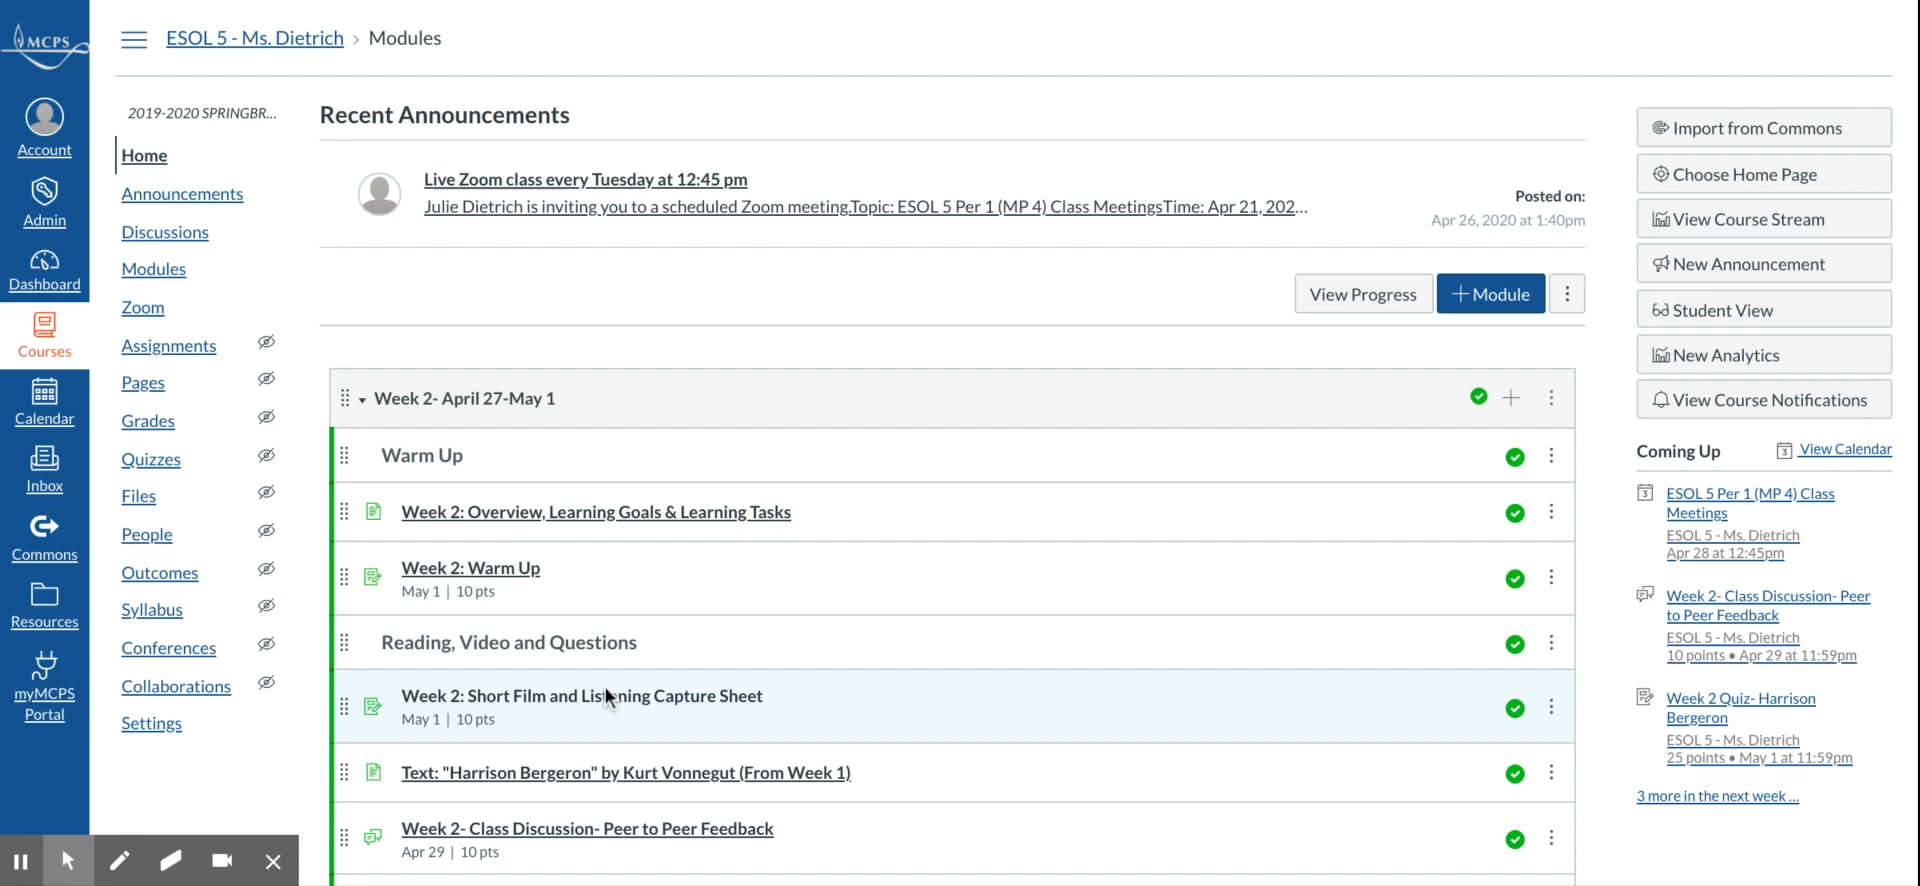 MCPS
Account
Admin
Dashboard
Courses
Calendar
Inbox
Commons
Resources
myMCPS
Portal
ESOL 5 - Ms. Dietrich > Modules
2019-2020 SPRINGBR...
Home
Announcements
Discussions
Modules
Zoom
Assignments
Pages
Grades
Quizzes
Files
People
Outcomes
Syllabus
Conferences
Collaborations
Settings
Recent Announcements
Live Zoom class every Tuesday at 12:45 pm
Julie Dietrich is inviting you to a scheduled Zoom meeting.Topic: ESOL 5 Per 1 (MP 4) Class MeetingsTime: Apr 21, 202...
Posted on:
Apr 26, 2020 at 1:40pm
View Progress
+ Module
Week 2- April 27-May 1
Warm Up
Week 2: Overview, Learning Goals & Learning Tasks
Week 2: Warm Up
May 1 | 10 pts
Reading, Video and Questions
Week 2: Short Film and Listening Capture Sheet
May 1 | 10 pts
Text: "Harrison Bergeron" by Kurt Vonnegut (From Week 1)
Week 2- Class Discussion- Peer to Peer Feedback
Apr 29 | 10 pts
Import from Commons
Choose Home Page
View Course Stream
New Announcement
Student View
New Analytics
View Course Notifications
Coming Up
3 View Calendar
3 ESOL 5 Per 1 (MP 4) Class
Meetings
ESOL 5 - Ms. Dietrich
Apr 28 at 12:45pm
Week 2- Class Discussion- Peer
to Peer Feedback
ESOL 5 - Ms. Dietrich
10 points • Apr 29 at 11:59pm
Week 2 Quiz- Harrison
Bergeron
ESOL 5 - Ms. Dietrich
25 points • May 1 at 11:59pm
3 more in the next week ...